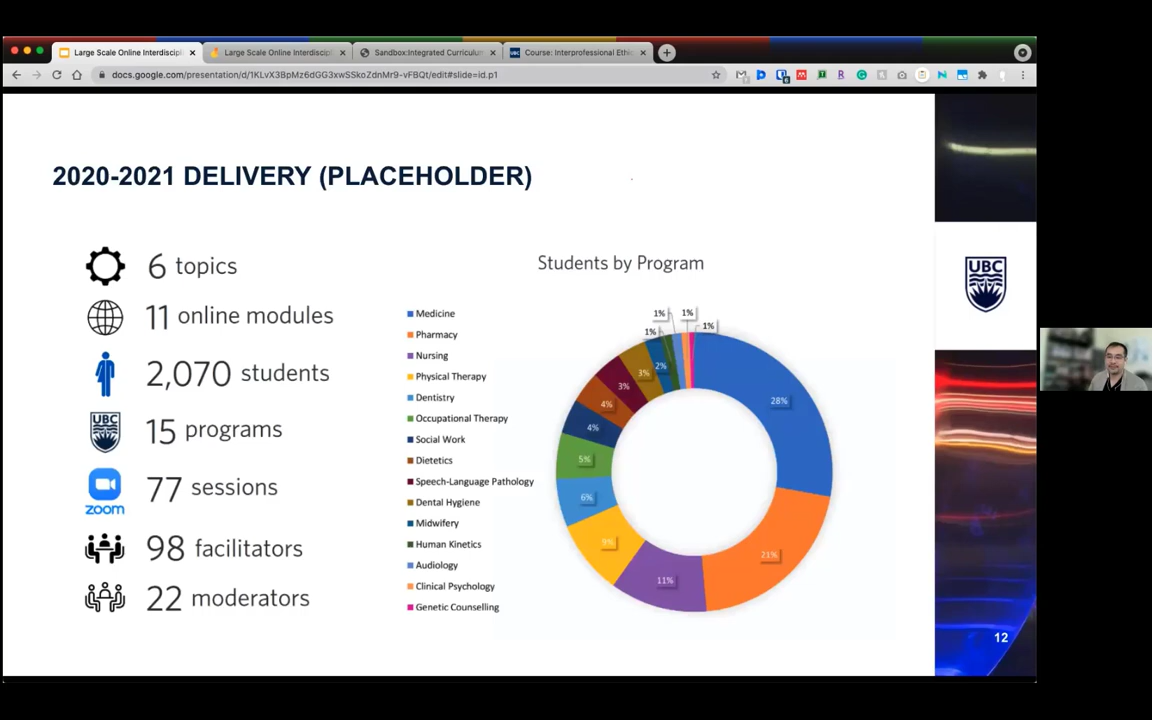 Large Scale Online Interdiscipli
Large Scale Online Interdiscip
Sandbox:Integrated Curriculum
Course: Interprofessional Ethic
docs.google.com/presentation/d/1KLvX3BpMz6dGG3xwSSkoZdnMr9-vFBQt/edit#slide=id.p1
2020-2021 DELIVERY (PLACEHOLDER)
6 topics
11 online modules
2,070 students
UBC
15 programs
zoom
77 sessions
98 facilitators
22 moderators
Students by Program
Medicine
Pharmacy
Nursing
Physical Therapy
Dentistry
Occupational Therapy
Social Work
Dietetics
Speech-Language Pathology
Dental Hygiene
Midwifery
Human Kinetics
Audiology
Clinical Psychology
Genetic Counselling
28%
21%
11%
9%
6%
5%
4%
4%
3%
3%
2%
1%
1%
1%
1%
UBC
12